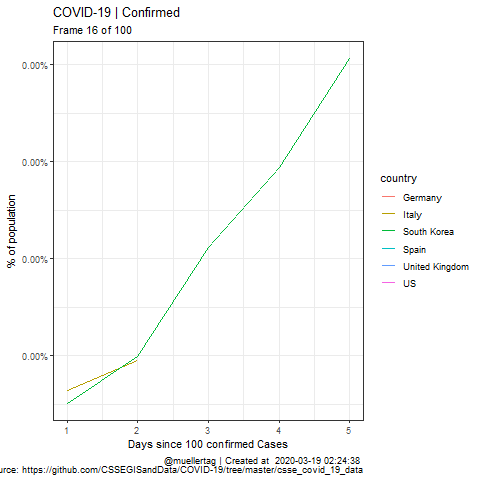 COVID-19 | Confirmed
Frame 16 of 100
0.00%
0.00%
0.00%
0.00%
% of population
1 2 3 4 5
Days since 100 confirmed Cases
country
Germany
Italy
South Korea
Spain
United Kingdom
US
@muellertag | Created at 2020-03-19 02:24:38
urce: https://github.com/CSSEGISandData/COVID-19/tree/master/csse_covid_19_data